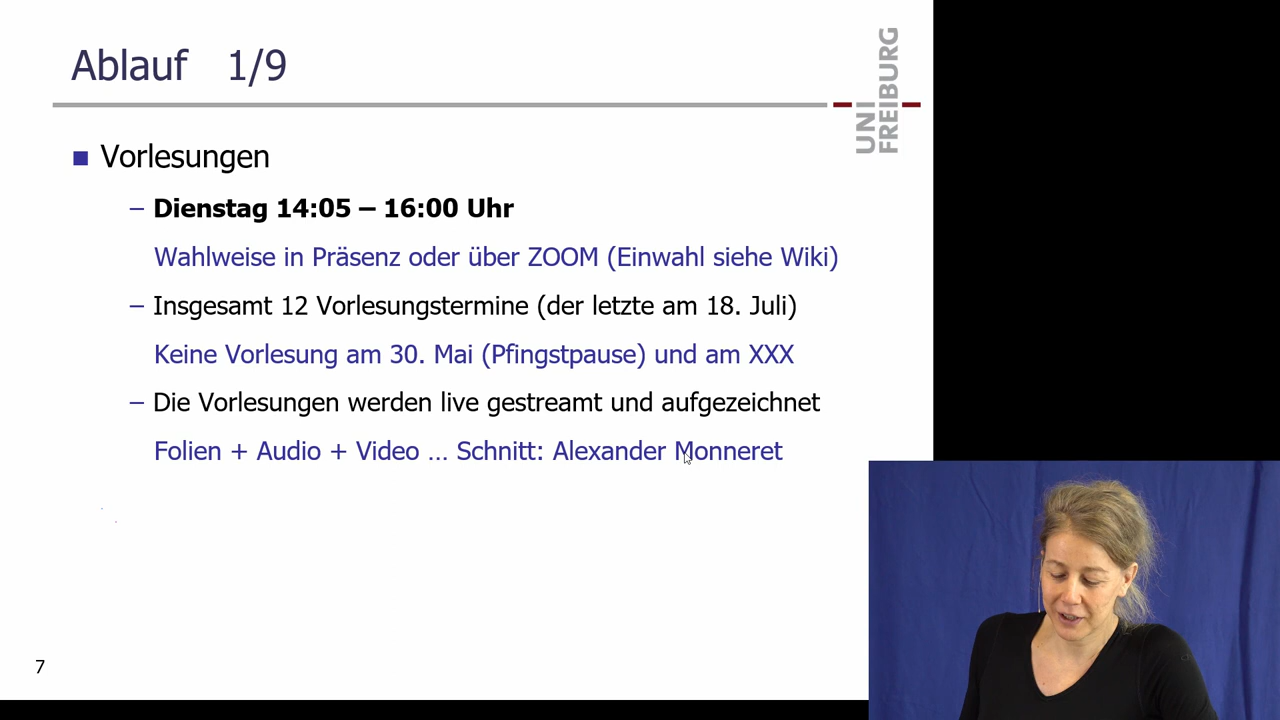 Ablauf 1/9
UNI
FREIBURG
■ Vorlesungen
– Dienstag 14:05 – 16:00 Uhr
Wahlweise in Präsenz oder über ZOOM (Einwahl siehe Wiki)
– Insgesamt 12 Vorlesungstermine (der letzte am 18. Juli)
Keine Vorlesung am 30. Mai (Pfingstpause) und am XXX
– Die Vorlesungen werden live gestreamt und aufgezeichnet
Folien + Audio + Video … Schnitt: Alexander Monneret
7